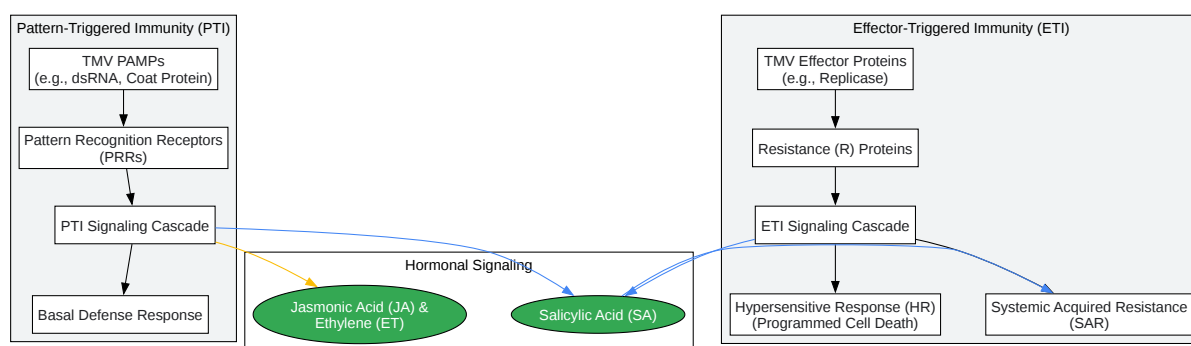 Pattern-Triggered Immunity (PTI)
TMV PAMPs
(e.g., dsRNA, Coat Protein)
Pattern Recognition Receptors
(PRRs)
PTI Signaling Cascade
Basal Defense Response
Hormonal Signaling
Jasmonic Acid (JA) &
Ethylene (ET)
Salicylic Acid (SA)
Effector-Triggered Immunity (ETI)
TMV Effector Proteins
(e.g., Replicase)
Resistance (R) Proteins
ETI Signaling Cascade
Hypersensitive Response (HR)
(Programmed Cell Death)
Systemic Acquired Resistance
(SAR)